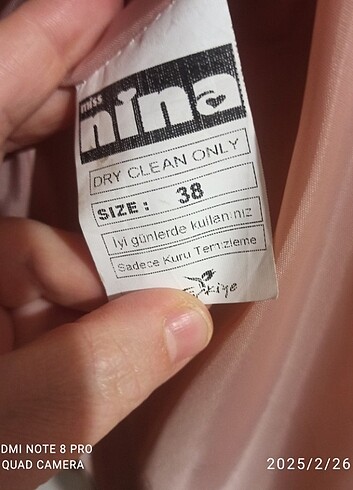 miss
nina
DRY CLEAN ONLY
SIZE : 38
İyi günlerde kullanınız
Sadece Kuru Temizleme
Türkiye
DMI NOTE 8 PRO
QUAD CAMERA
2025/2/26